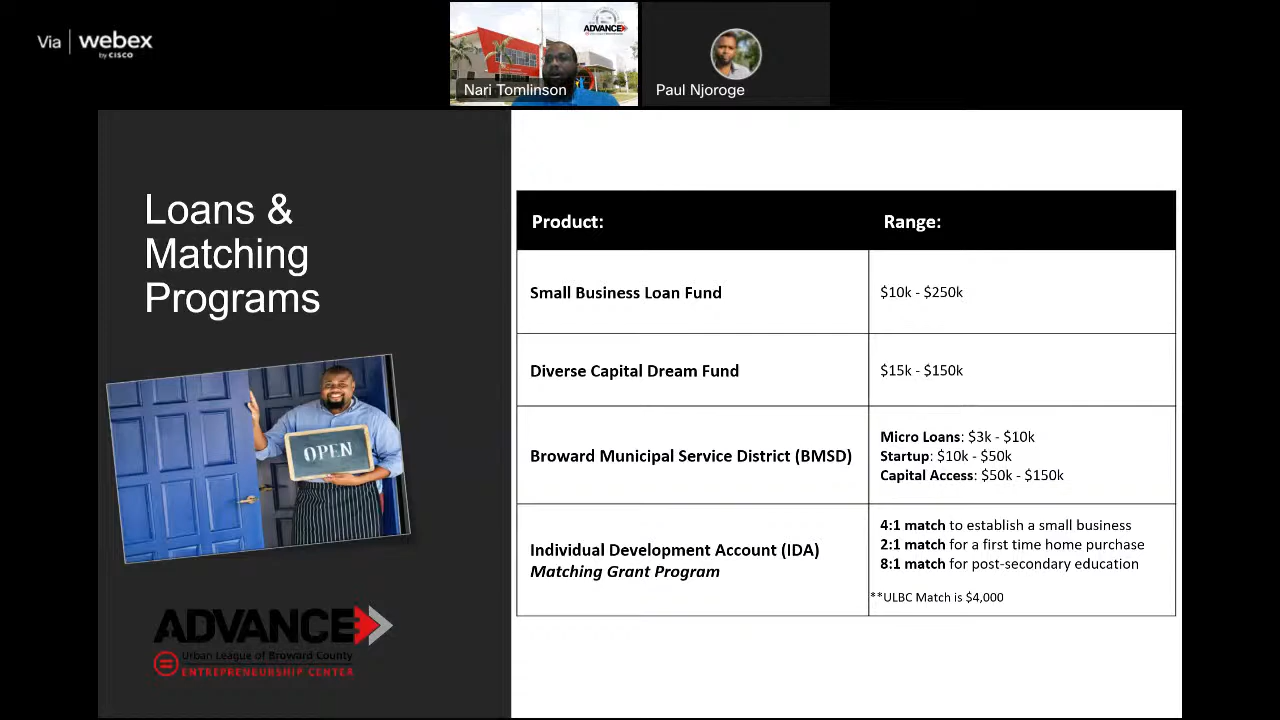 Via webex
by CISCO
ADVANCE
Nari Tomlinson
Paul Njoroge
Loans &
Matching
Programs
OPEN
ADVANCE
Urban League of Broward County
ENTREPRENEURSHIP CENTER
Product: Range:
Small Business Loan Fund $10k - $250k
Diverse Capital Dream Fund $15k - $150k
Broward Municipal Service District (BMSD)
Micro Loans: $3k - $10k
Startup: $10k - $50k
Capital Access: $50k - $150k
Individual Development Account (IDA)
Matching Grant Program
4:1 match to establish a small business
2:1 match for a first time home purchase
8:1 match for post-secondary education
**ULBC Match is $4,000